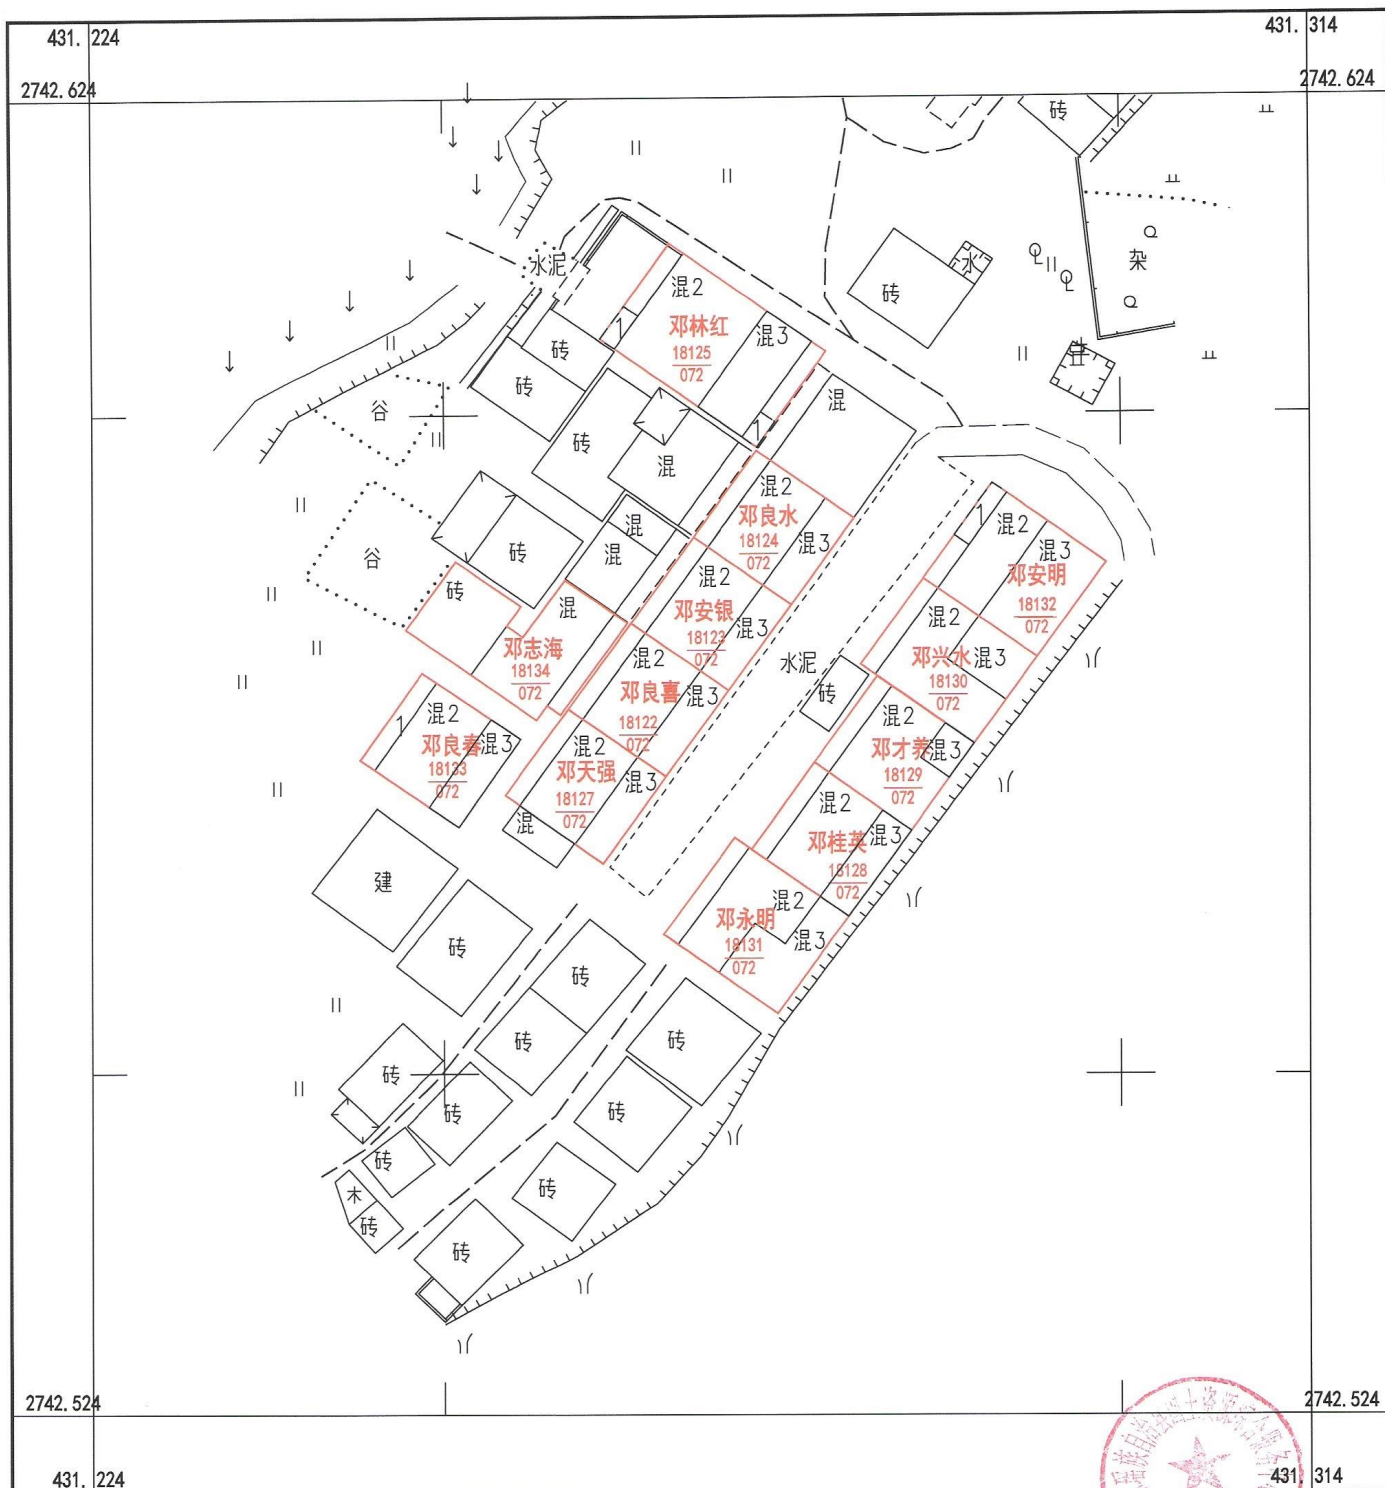 431.224
431.314
2742.624
2742.624
砖
水泥
水
砖
杂
混2
邓林红
18125
072
1
混3
1
砖
砖
砖
混
混
谷
谷
混2
邓良水
18124
072
混3
1
混2
混3
邓安明
18132
072
混
混
砖
砖
混
邓志海
18134
072
混2
邓安银
18123
072
混3
混2
邓兴水
18130
072
混3
混2
邓良喜
18122
072
混3
水泥
砖
1
混2
邓良春
18133
072
混3
混2
邓天强
18127
072
混3
混
混2
邓才养
18129
072
混3
混2
邓桂英
18128
072
混3
建
砖
混2
邓永明
18131
072
混3
砖
砖
砖
砖
砖
砖
砖
砖
木
砖
砖
2742.524
2742.524
431.224
431.314